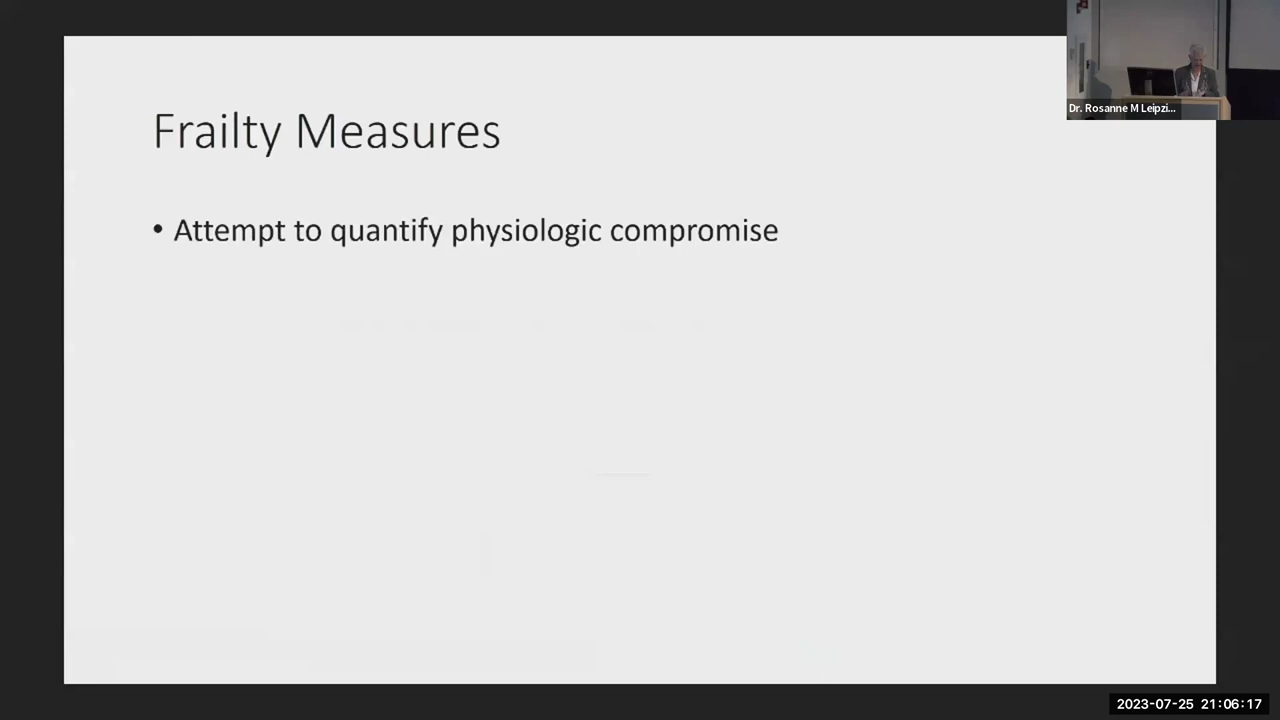 Frailty Measures
• Attempt to quantify physiologic compromise
Dr. Rosanne M Leipzi...
2023-07-25 21:06:17